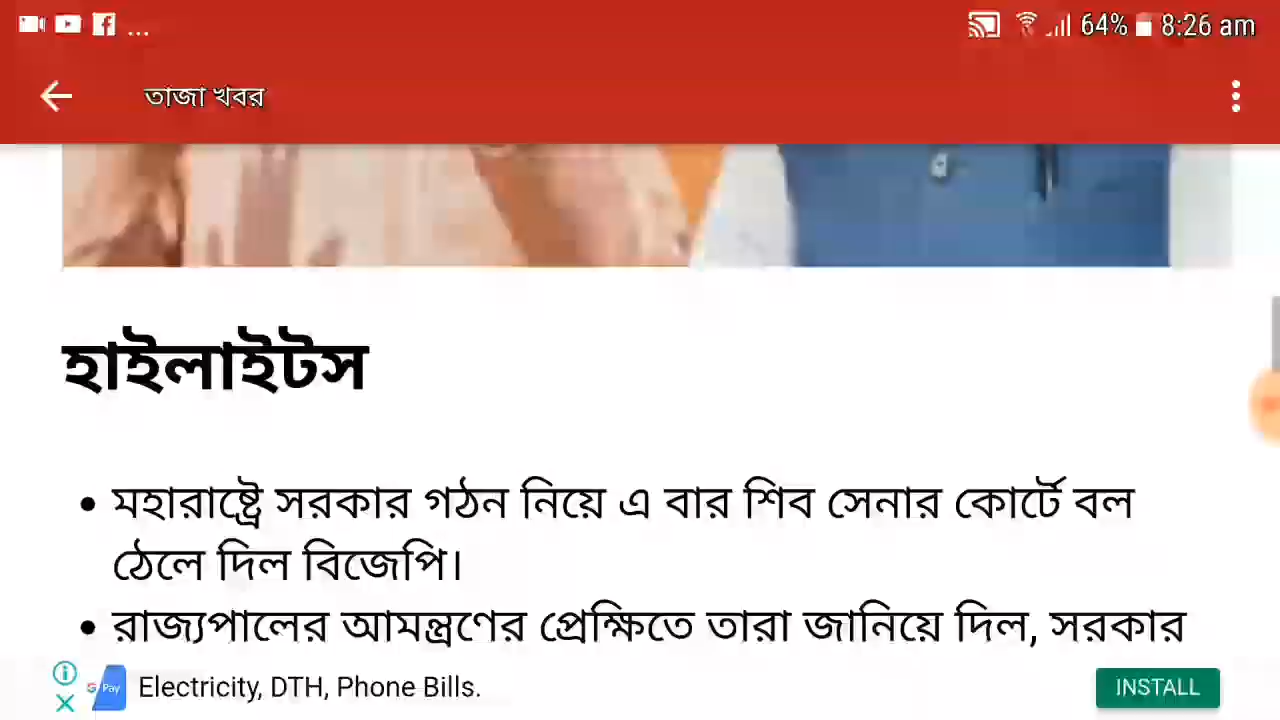 ... 64% 8:26 am
তাজা খবর
হাইলাইটস
• মহারাষ্ট্রে সরকার গঠন নিয়ে এ বার শিব সেনার কোর্টে বল
ঠেলে দিল বিজেপি।
• রাজ্যপালের আমন্ত্রণের প্রেক্ষিতে তারা জানিয়ে দিল, সরকার
G Pay Electricity, DTH, Phone Bills. INSTALL